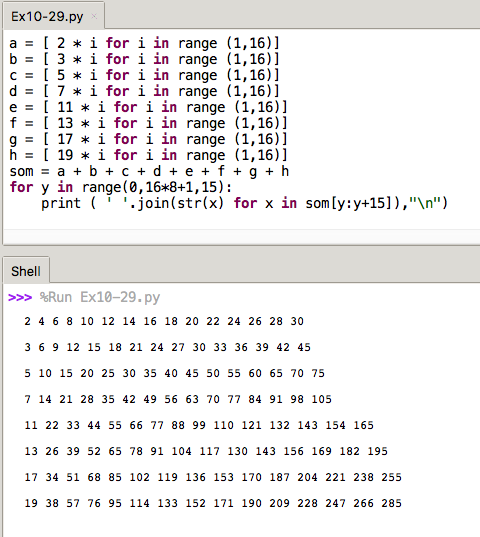 Ex10-29.py ×
a = [ 2 * i for i in range (1,16)]
b = [ 3 * i for i in range (1,16)]
c = [ 5 * i for i in range (1,16)]
d = [ 7 * i for i in range (1,16)]
e = [ 11 * i for i in range (1,16)]
f = [ 13 * i for i in range (1,16)]
g = [ 17 * i for i in range (1,16)]
h = [ 19 * i for i in range (1,16)]
som = a + b + c + d + e + f + g + h
for y in range(0,16*8+1,15):
    print ( ' '.join(str(x) for x in som[y:y+15]),"\n")
Shell
>>> %Run Ex10-29.py
2 4 6 8 10 12 14 16 18 20 22 24 26 28 30
3 6 9 12 15 18 21 24 27 30 33 36 39 42 45
5 10 15 20 25 30 35 40 45 50 55 60 65 70 75
7 14 21 28 35 42 49 56 63 70 77 84 91 98 105
11 22 33 44 55 66 77 88 99 110 121 132 143 154 165
13 26 39 52 65 78 91 104 117 130 143 156 169 182 195
17 34 51 68 85 102 119 136 153 170 187 204 221 238 255
19 38 57 76 95 114 133 152 171 190 209 228 247 266 285